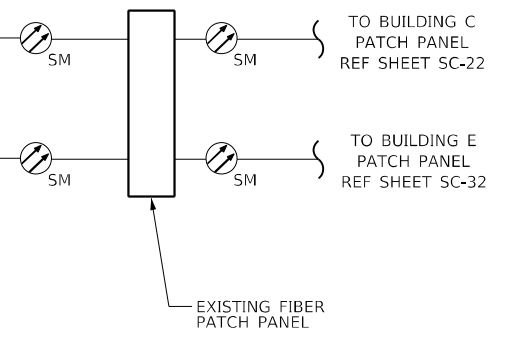 TO BUILDING C
PATCH PANEL
REF SHEET SC-22
SM
SM
TO BUILDING E
PATCH PANEL
REF SHEET SC-32
SM
SM
EXISTING FIBER
PATCH PANEL